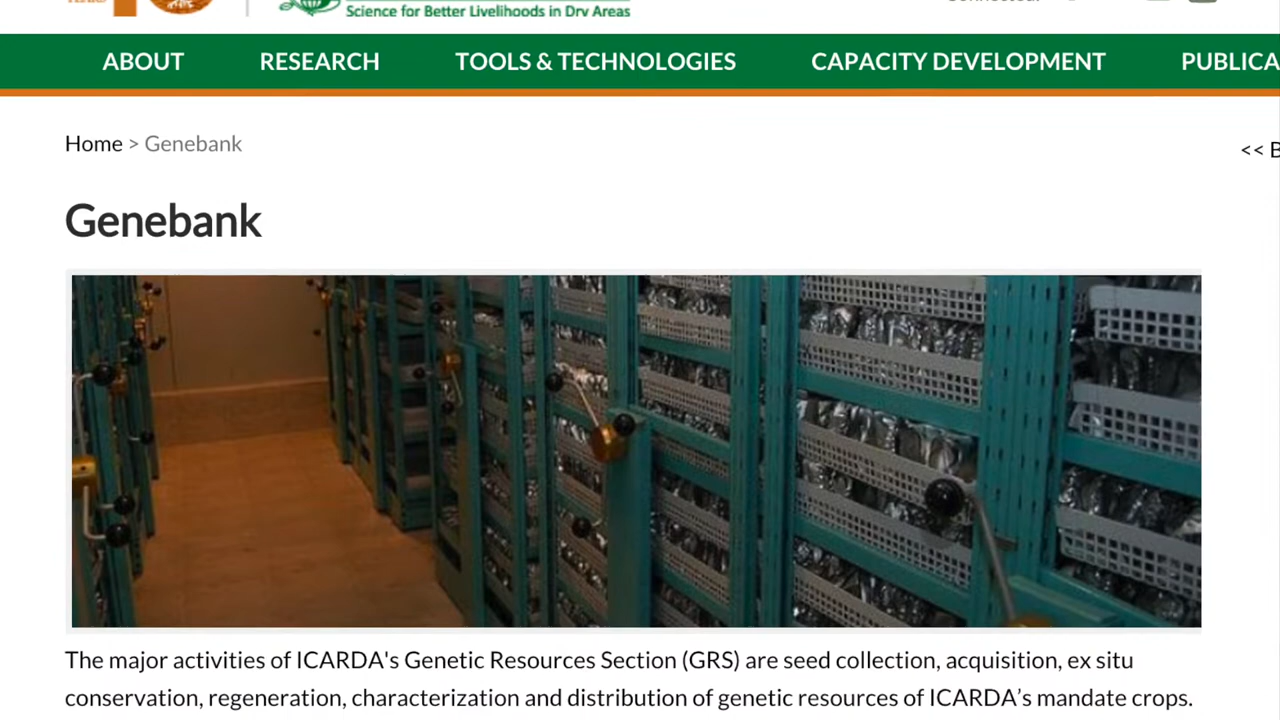 Science for Better Livelihoods in Dry Areas
ABOUT RESEARCH TOOLS & TECHNOLOGIES CAPACITY DEVELOPMENT PUBLICA
Home > Genebank
<< B
Genebank
The major activities of ICARDA's Genetic Resources Section (GRS) are seed collection, acquisition, ex situ
conservation, regeneration, characterization and distribution of genetic resources of ICARDA’s mandate crops.